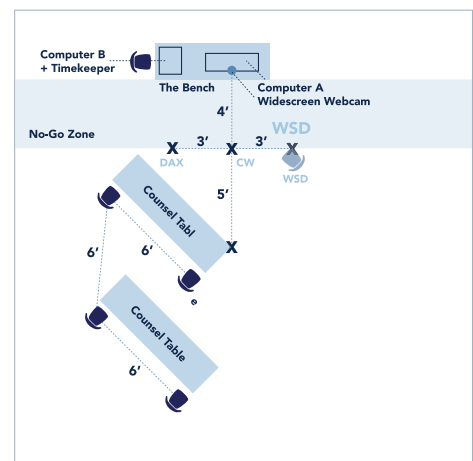 Computer B
+ Timekeeper
The Bench
Computer A
Widescreen Webcam
4’
No-Go Zone
WSD
3’
3’
X
X
X
DAX
CW
WSD
5’
Counsel Tabl
e
X
6’
6’
Counsel Table
6’